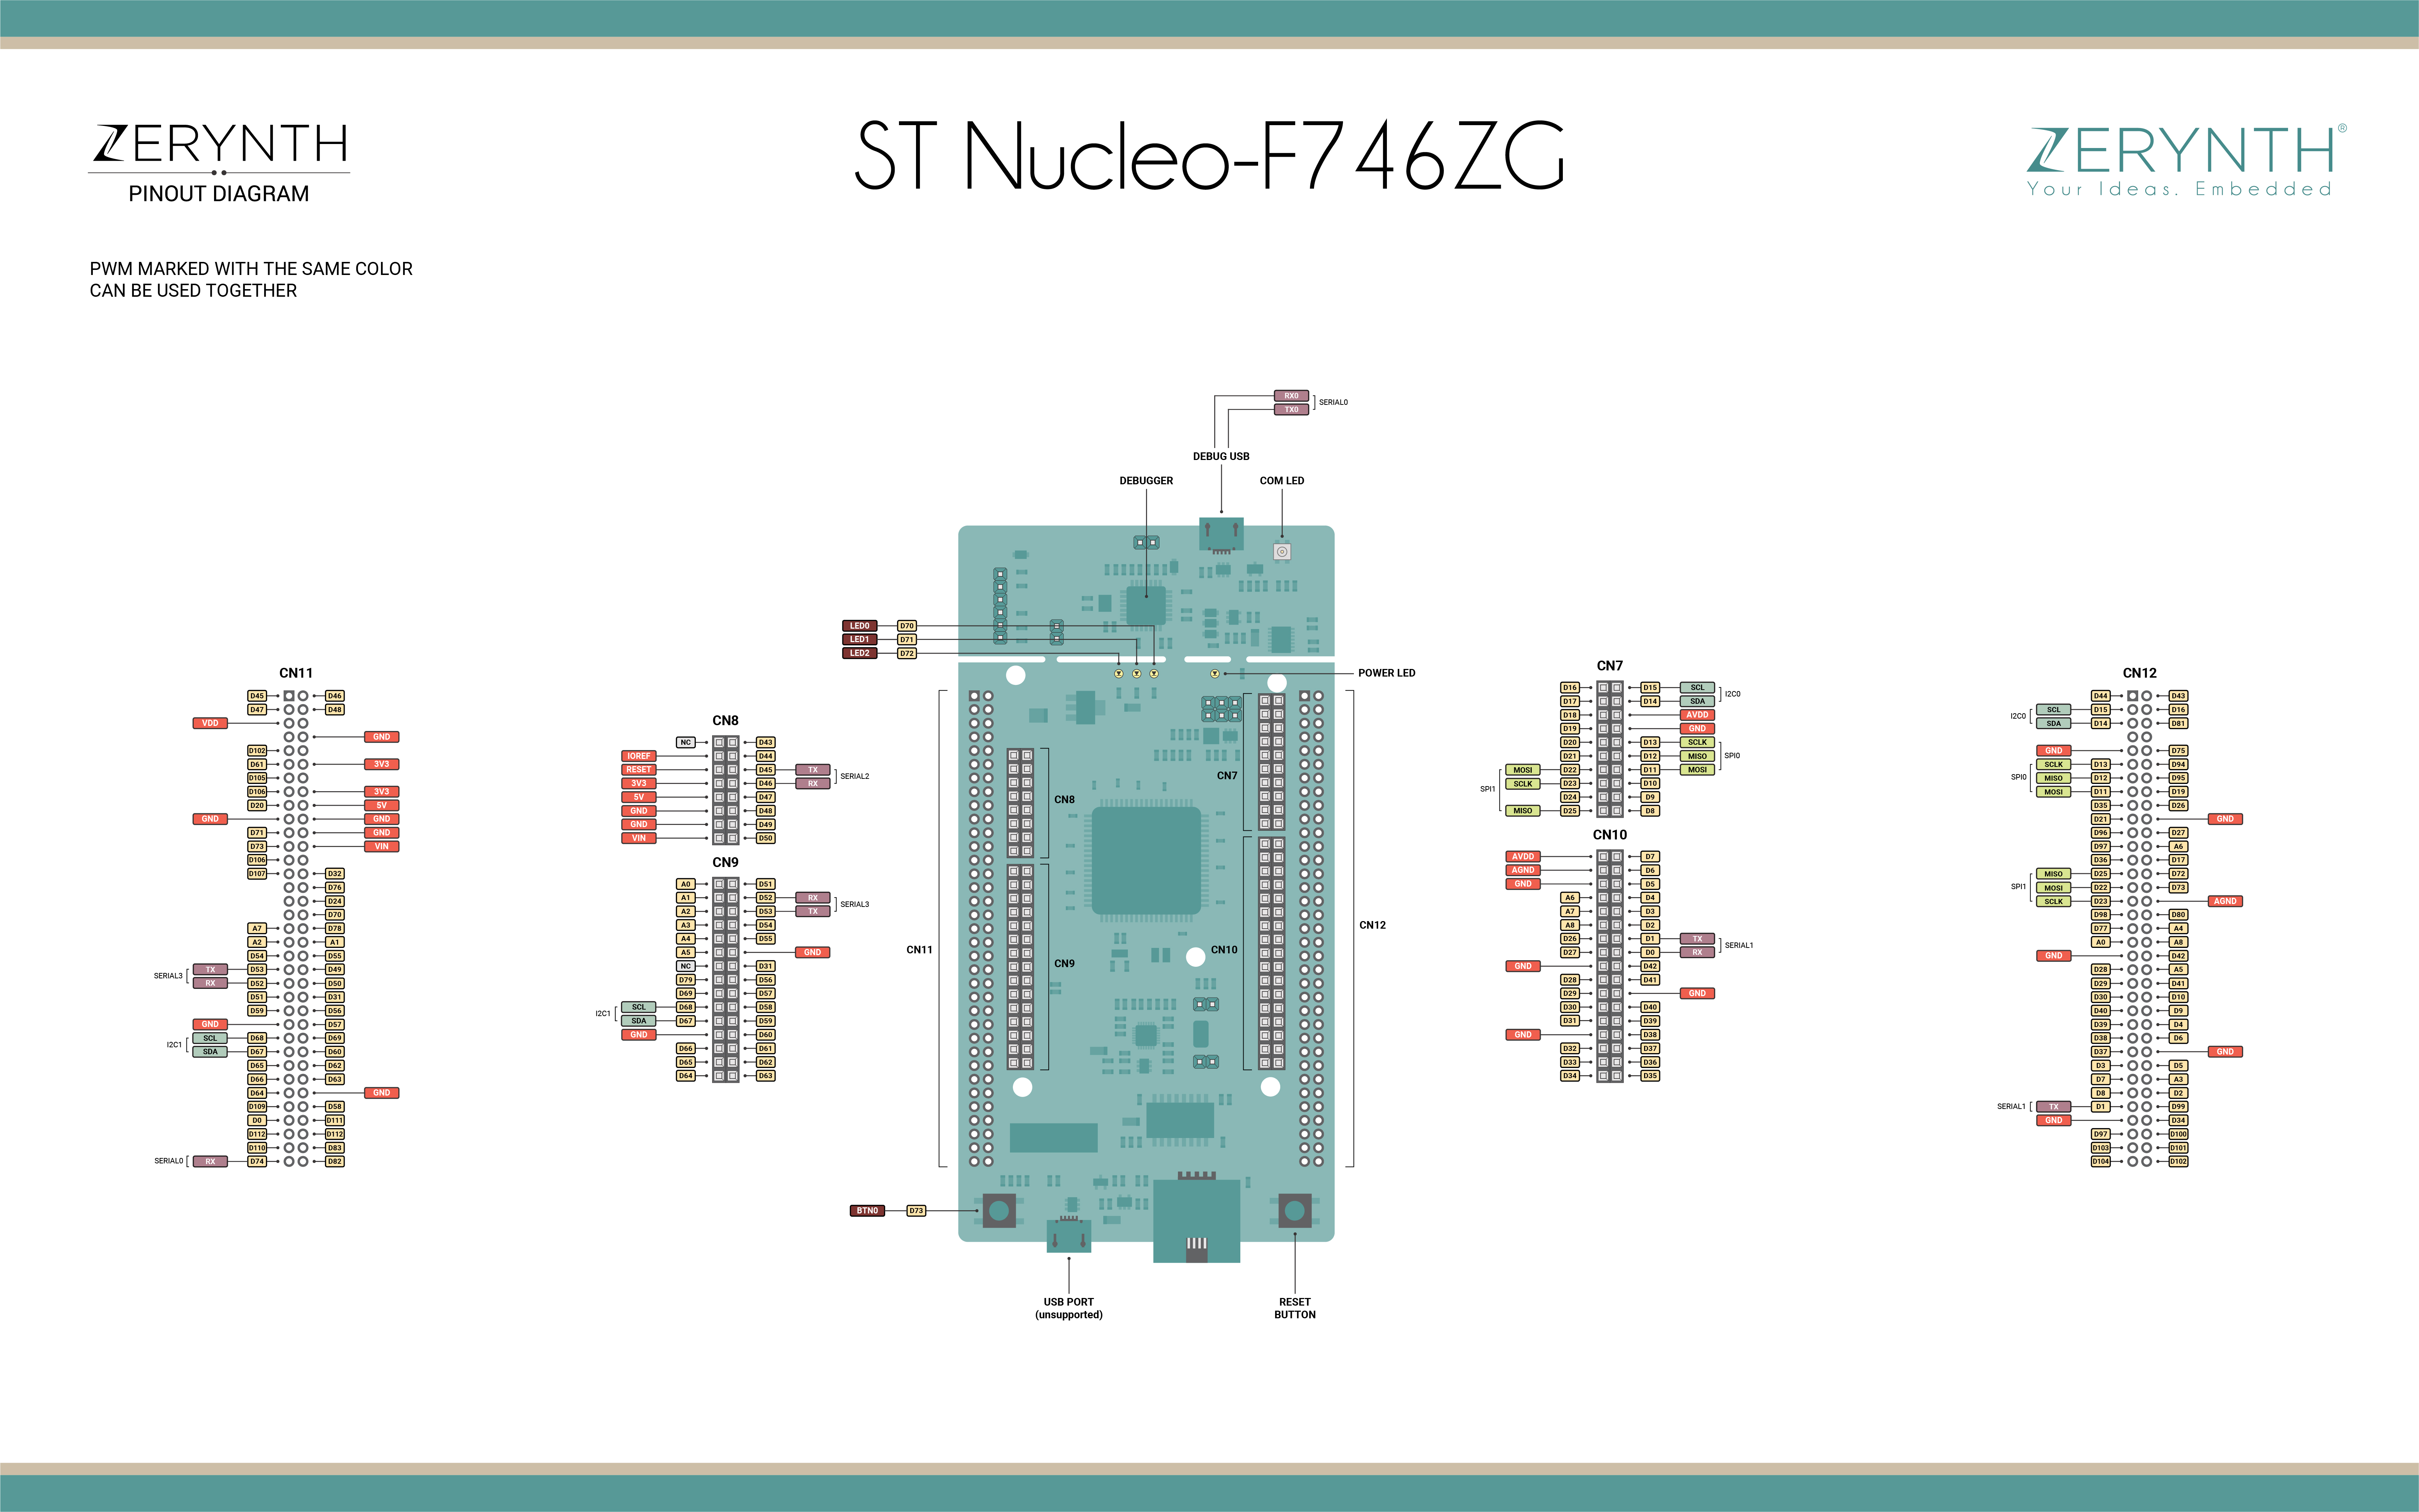 ZERYNTH
PINOUT DIAGRAM
ST Nucleo-F746ZG
ZERYNTH®
Your Ideas. Embedded
PWM MARKED WITH THE SAME COLOR
CAN BE USED TOGETHER
RX0
TX0
SERIAL0
DEBUG USB
DEBUGGER
COM LED
LED0 D70
LED1 D71
LED2 D72
POWER LED
CN11
D45 D46
D47 D48
VDD
GND
D102
D61 3V3
D105
D106 3V3
D20 5V
GND GND
D71 GND
D73 VIN
D106
D107 D32
D76
D24
D70
A7 D78
A2 A1
D54 D55
SERIAL3
TX D53 D49
RX D52 D50
D51 D31
D59 D56
GND D57
I2C1
SCL D68 D69
SDA D67 D60
D65 D62
D66 D63
D64 GND
D109 D58
D0 D111
D112 D112
D110 D83
SERIAL0 RX D74 D82
CN8
NC D43
IOREF D44
RESET D45 TX
3V3 D46 RX
SERIAL2
5V D47
GND D48
GND D49
VIN D50
CN9
A0 D51
A1 D52 RX
A2 D53 TX
SERIAL3
A3 D54
A4 D55
A5 GND
NC D31
D79 D56
D69 D57
I2C1
SCL D68 D58
SDA D67 D59
GND D60
D66 D61
D65 D62
D64 D63
CN7
CN8
CN11
CN9
CN10
CN12
BTN0 D73
USB PORT
(unsupported)
RESET
BUTTON
CN7
D16 D15 SCL
D17 D14 SDA
I2C0
D18 AVDD
D19 GND
D20 D13 SCLK
D21 D12 MISO
SPI0
MOSI D22 D11 MOSI
SCLK D23 D10
SPI1
D24 D9
MISO D25 D8
CN10
AVDD D7
AGND D6
GND D5
A6 D4
A7 D3
A8 D2
D26 D1 TX
D27 D0 RX
SERIAL1
GND D42
D28 D41
D29 GND
D30 D40
D31 D39
GND D38
D32 D37
D33 D36
D34 D35
CN12
D44 D43
I2C0
SCL D15 D16
SDA D14 D81
GND D75
SCLK D13 D94
SPI0
MISO D12 D95
MOSI D11 D19
D35 D26
D21 GND
D96 D27
D97 A6
D36 D17
MISO D25 D72
SPI1
MOSI D22 D73
SCLK D23 AGND
D98 D80
D77 A4
A0 A8
GND D42
D28 A5
D29 D41
D30 D10
D40 D9
D39 D4
D38 D6
D37 GND
D3 D5
D7 A3
D8 D2
SERIAL1 TX D1 D99
GND D34
D97 D100
D103 D101
D104 D102